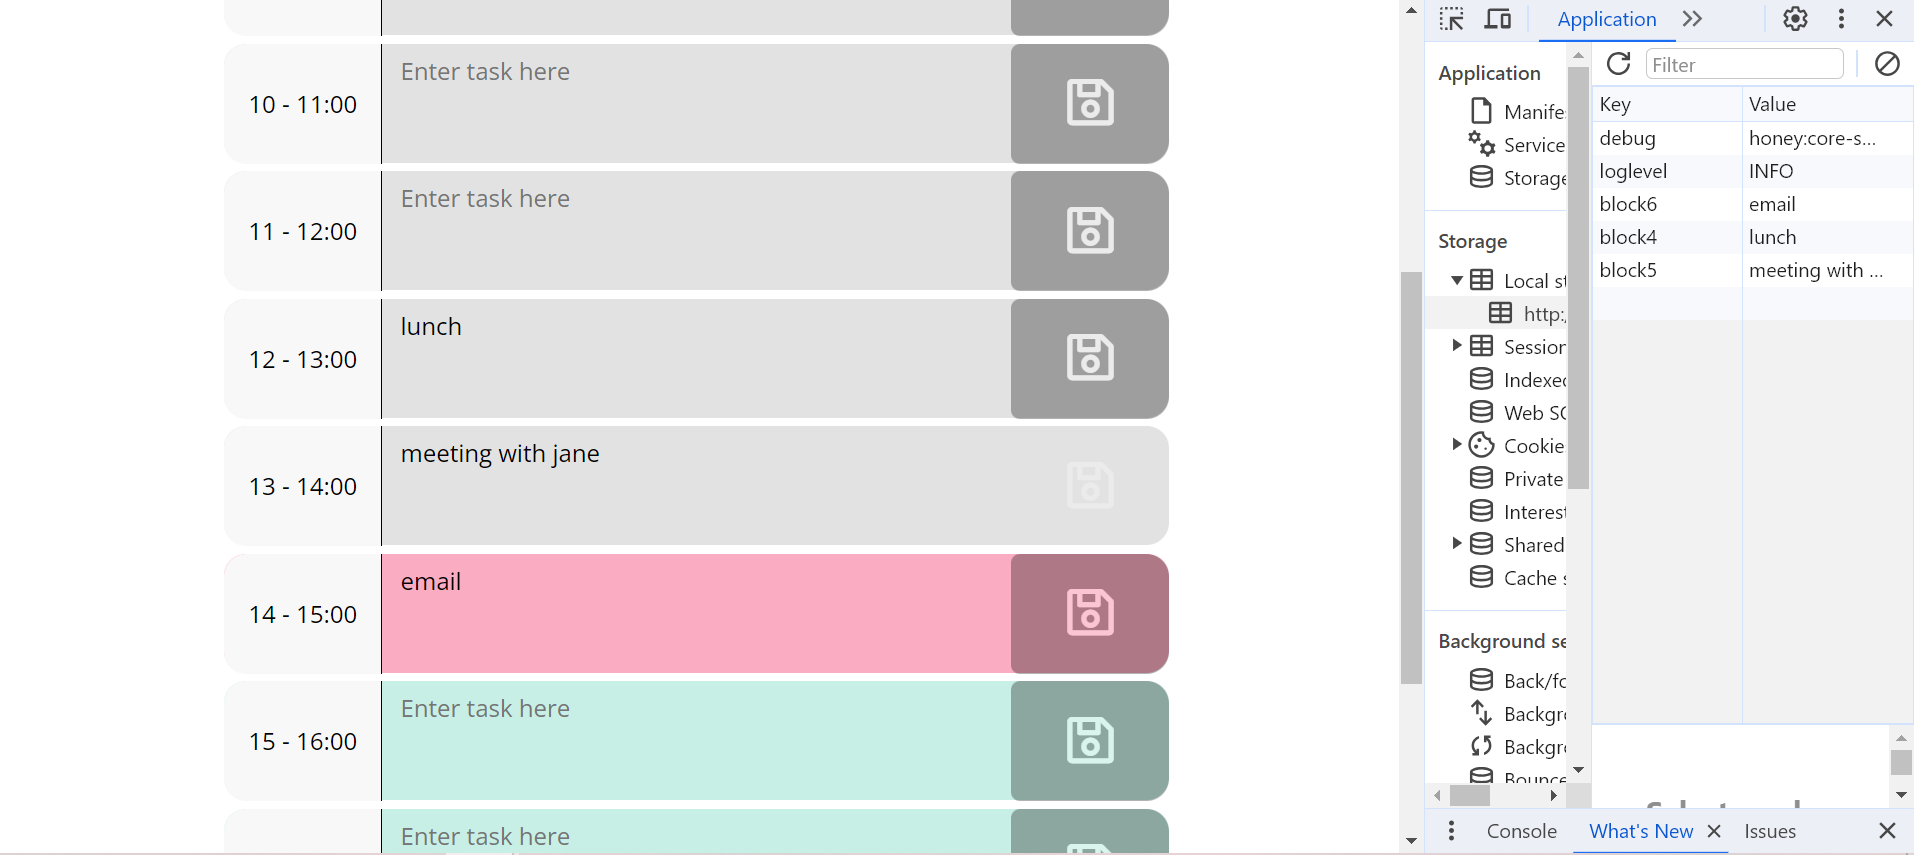 Enter task here
10 - 11:00
Enter task here
11 - 12:00
lunch
12 - 13:00
meeting with jane
13 - 14:00
email
14 - 15:00
Enter task here
15 - 16:00
Enter task here
Application
Application
Manife
Service
Storage
Storage
Local st
http:/
Session
Indexed
Web SQ
Cookie
Private
Interest
Shared
Cache s
Background se
Back/fo
Backgr
Backgr
Bounce
Filter
Key Value
debug honey:core-s...
loglevel INFO
block6 email
block4 lunch
block5 meeting with ...
Console What's New Issues